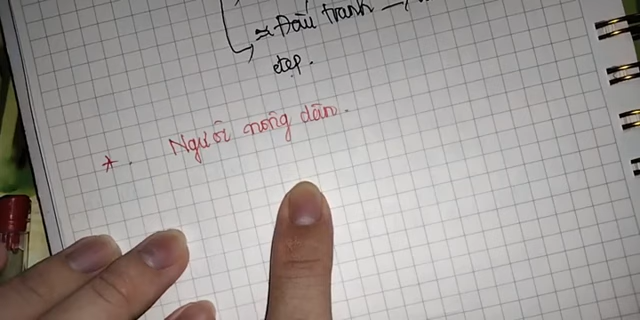 ≈ Đấu tranh →
đẹp.
* . Người nông dân.